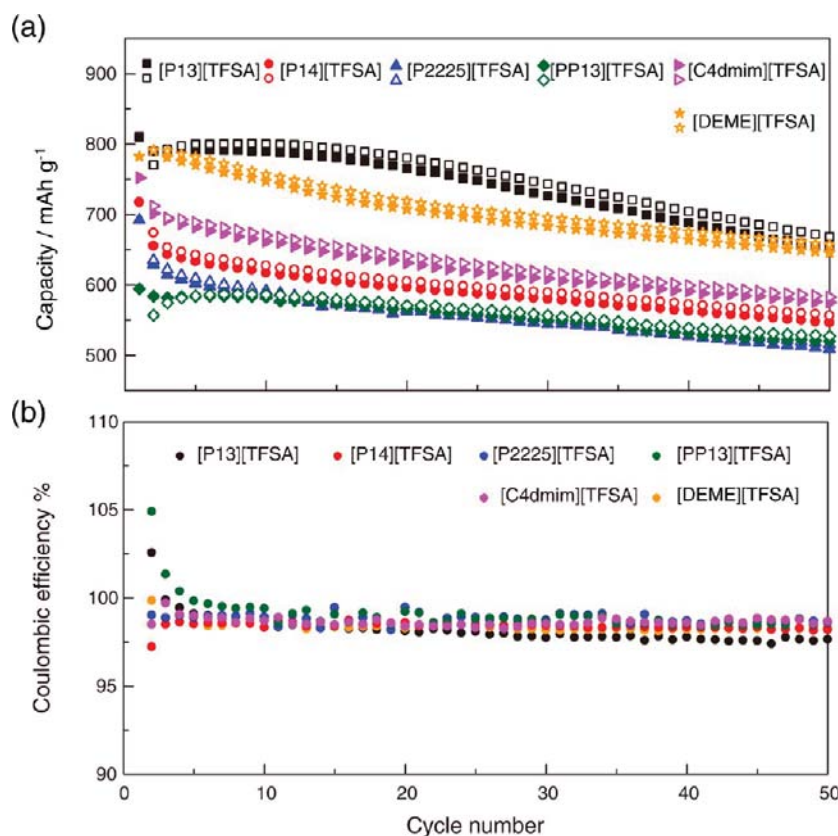 (a)
[P13][TFSA] [P14][TFSA] [P2225][TFSA] [PP13][TFSA] [C4dmim][TFSA]
[DEME][TFSA]
900
800
700
600
500
Capacity / mAh g⁻¹
(b)
110
105
100
95
90
Coulombic efficiency %
[P13][TFSA] [P14][TFSA] [P2225][TFSA] [PP13][TFSA]
[C4dmim][TFSA] [DEME][TFSA]
0 10 20 30 40 50
Cycle number